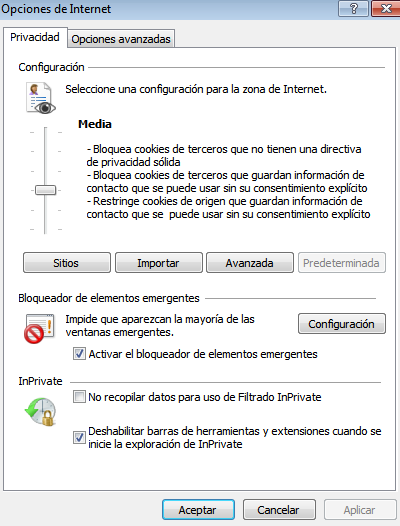 Opciones de Internet
Privacidad
Opciones avanzadas
Configuración
Seleccione una configuración para la zona de Internet.
Media
- Bloquea cookies de terceros que no tienen una directiva
de privacidad sólida
- Bloquea cookies de terceros que guardan información de
contacto que se puede usar sin su consentimiento explícito
- Restringe cookies de origen que guardan información de
contacto que se puede usar sin su consentimiento explícito
Sitios
Importar
Avanzada
Predeterminada
Bloqueador de elementos emergentes
Impide que aparezcan la mayoría de las
ventanas emergentes.
Configuración
Activar el bloqueador de elementos emergentes
InPrivate
No recopilar datos para uso de Filtrado InPrivate
Deshabilitar barras de herramientas y extensiones cuando se
inicie la exploración de InPrivate
Aceptar
Cancelar
Aplicar